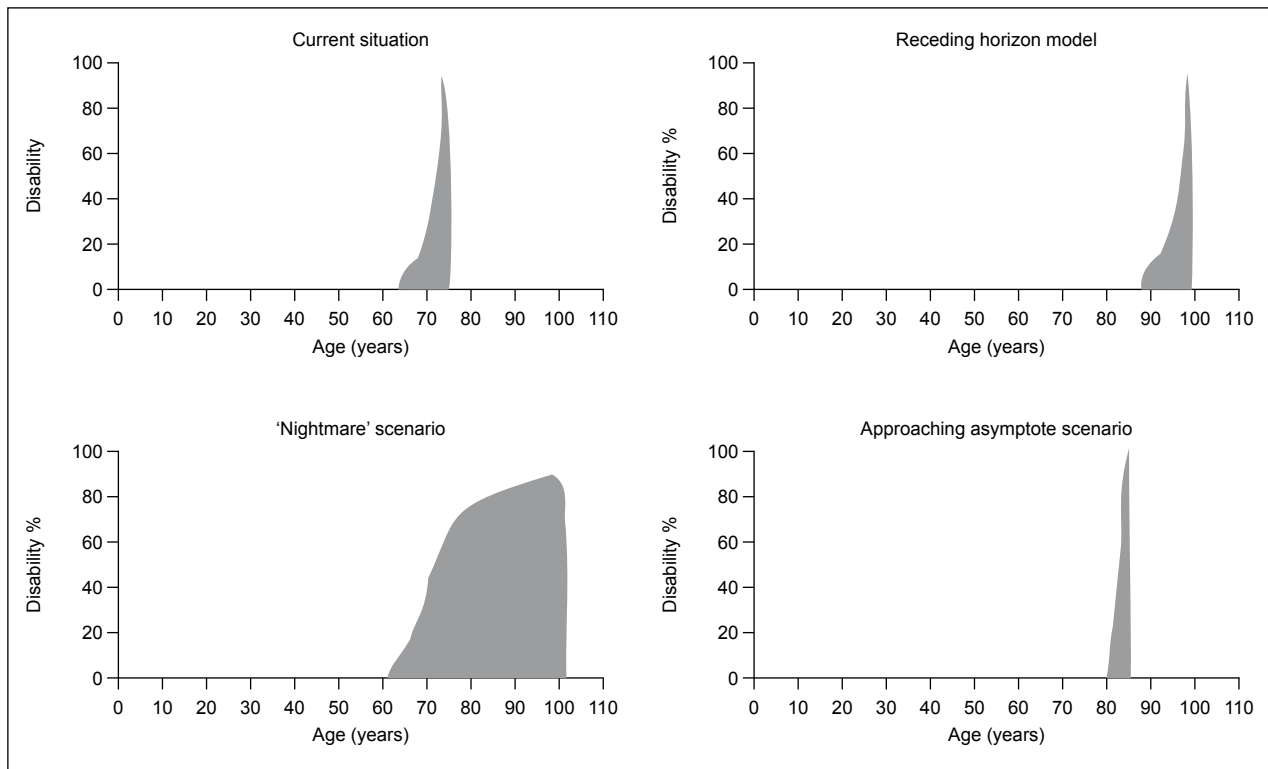 Current situation
100
80
60
40
20
0
Disability
0 10 20 30 40 50 60 70 80 90 100 110
Age (years)
Receding horizon model
100
80
60
40
20
0
Disability %
0 10 20 30 40 50 60 70 80 90 100 110
Age (years)
‘Nightmare’ scenario
100
80
60
40
20
0
Disability %
0 10 20 30 40 50 60 70 80 90 100 110
Age (years)
Approaching asymptote scenario
100
80
60
40
20
0
Disability %
0 10 20 30 40 50 60 70 80 90 100 110
Age (years)